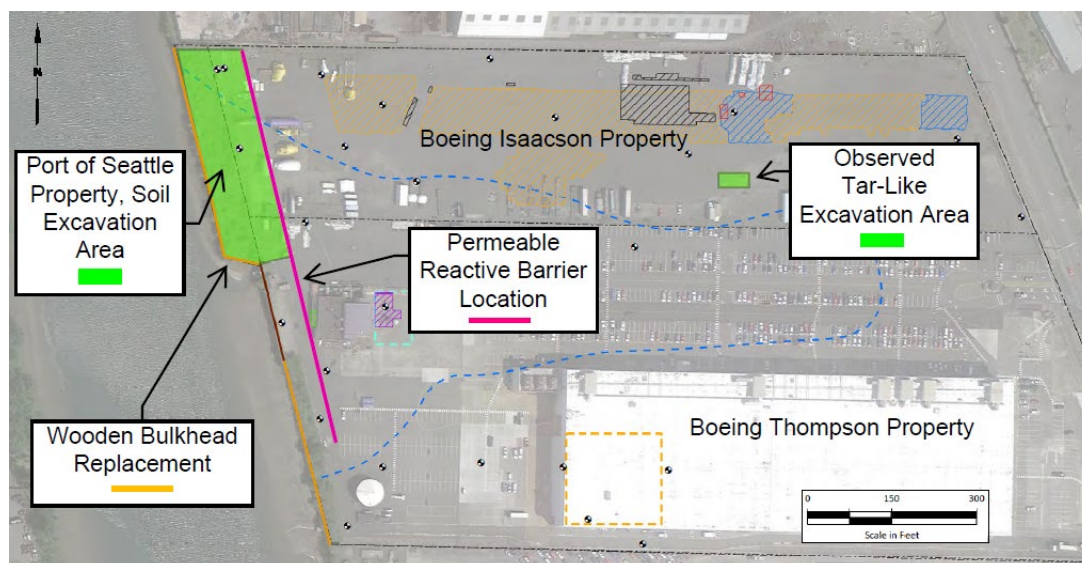 N
Boeing Isaacson Property
Port of Seattle
Property, Soil
Excavation
Area
Observed
Tar-Like
Excavation Area
Permeable
Reactive Barrier
Location
Wooden Bulkhead
Replacement
Boeing Thompson Property
0 150 300
Scale in Feet